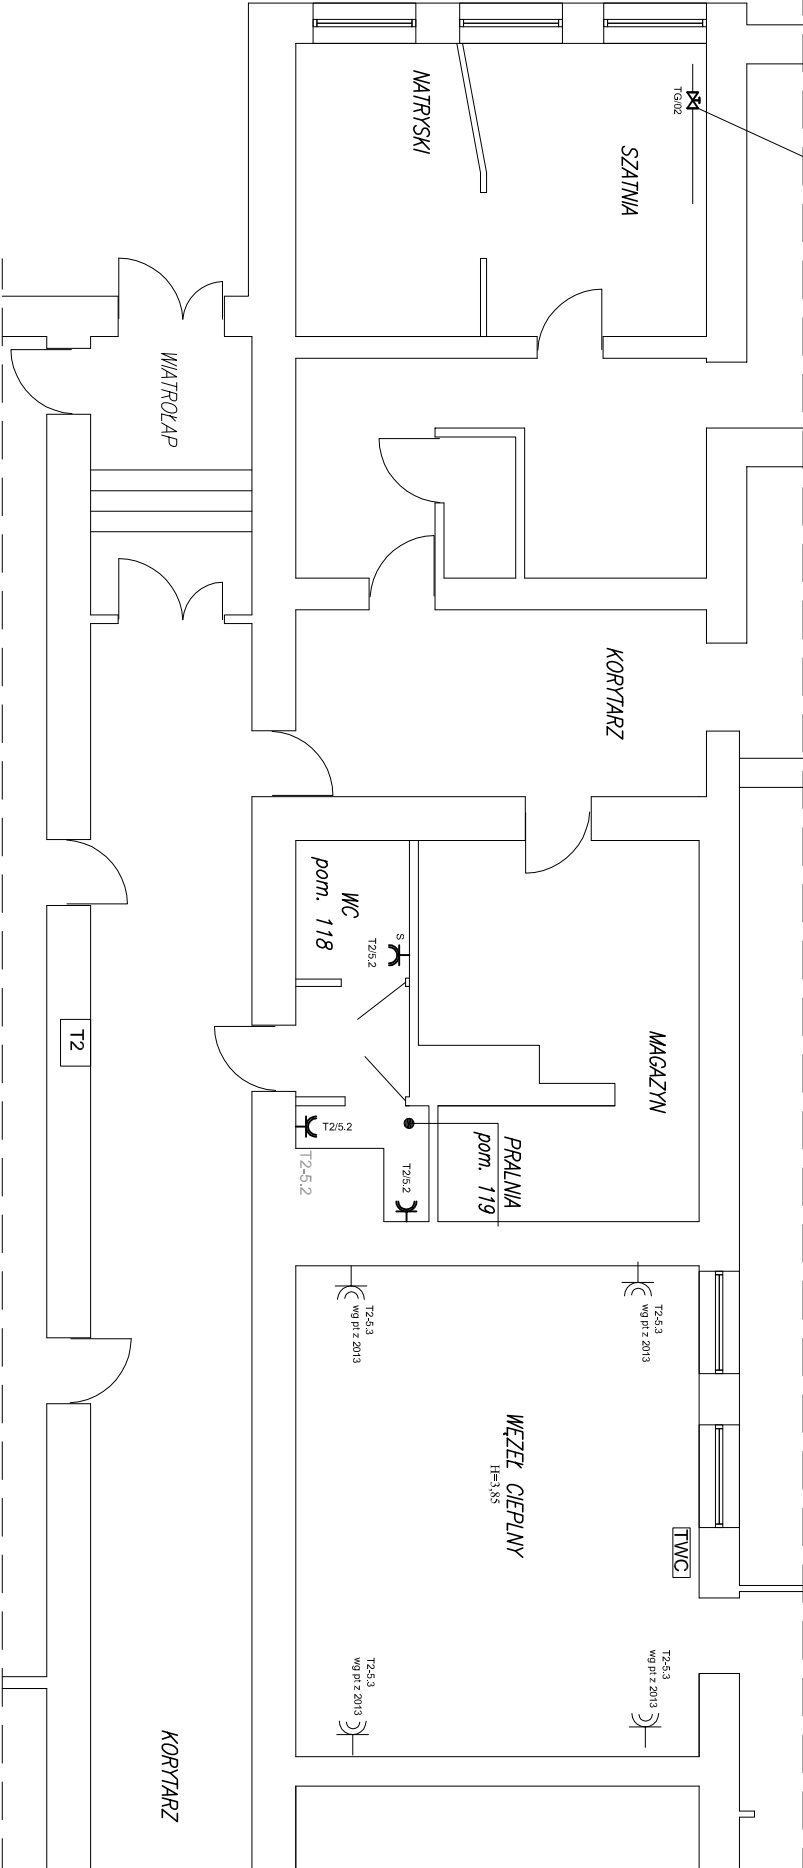 NATRYSKI
TG/02
SZATNIA
WIATROŁAP
KORYTARZ
WC
pom. 118
S
T2/5.2
T2
MAGAZYN
T2/5.2
T2-5.2
PRALNIA
pom. 119
T2/5.2
T2-5.3
wg pt z 2013
T2-5.3
wg pt z 2013
WĘZEŁ CIEPLNY
H=3,85
TWC
T2-5.3
wg pt z 2013
T2-5.3
wg pt z 2013
KORYTARZ